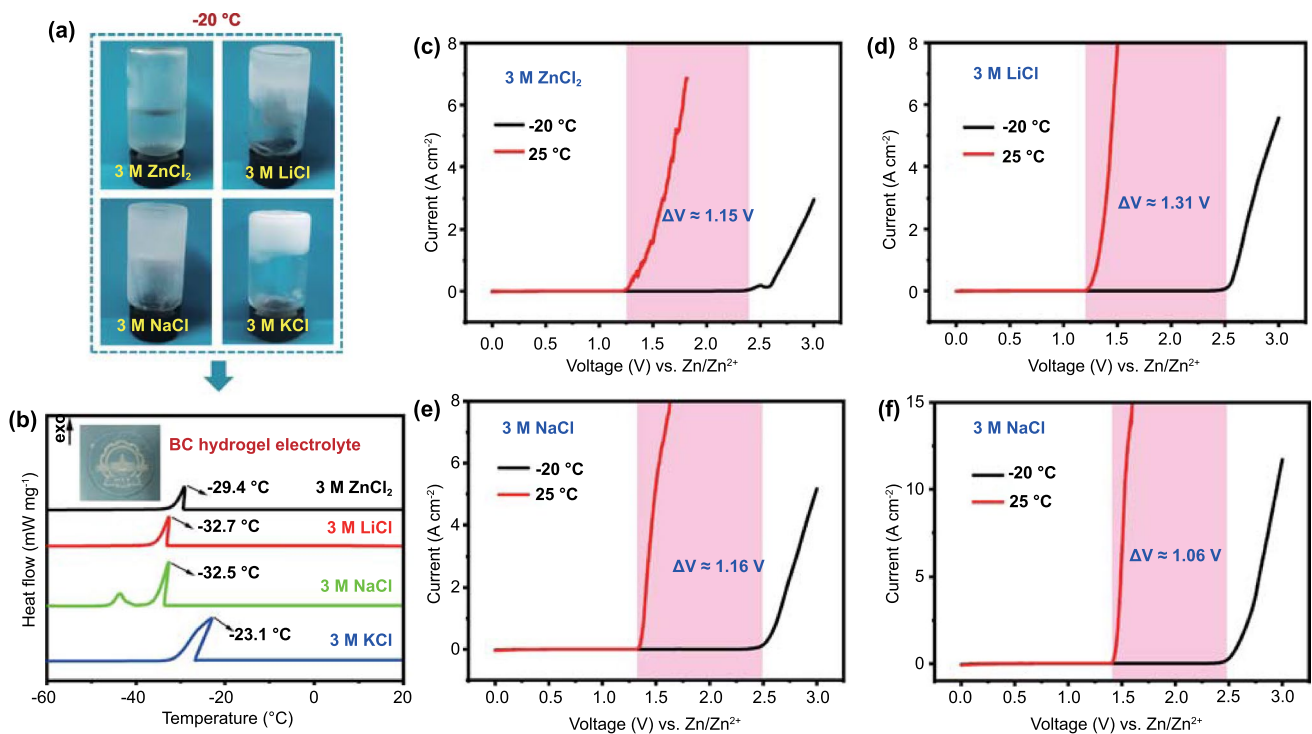 (a)
-20 °C
3 M ZnCl₂
3 M LiCl
3 M NaCl
3 M KCl
(b)
exo
BC hydrogel electrolyte
-29.4 °C
3 M ZnCl₂
-32.7 °C
3 M LiCl
-32.5 °C
3 M NaCl
-23.1 °C
3 M KCl
Heat flow (mW mg⁻¹)
-60 -40 -20 0 20
Temperature (°C)
(c)
3 M ZnCl₂
-20 °C
25 °C
ΔV ≈ 1.15 V
Current (A cm⁻²)
8
6
4
2
0
0.0 0.5 1.0 1.5 2.0 2.5 3.0
Voltage (V) vs. Zn/Zn²⁺
(d)
3 M LiCl
-20 °C
25 °C
ΔV ≈ 1.31 V
Current (A cm⁻²)
8
6
4
2
0
0.0 0.5 1.0 1.5 2.0 2.5 3.0
Voltage (V) vs. Zn/Zn²⁺
(e)
3 M NaCl
-20 °C
25 °C
ΔV ≈ 1.16 V
Current (A cm⁻²)
8
6
4
2
0
0.0 0.5 1.0 1.5 2.0 2.5 3.0
Voltage (V) vs. Zn/Zn²⁺
(f)
3 M NaCl
-20 °C
25 °C
ΔV ≈ 1.06 V
Current (A cm⁻²)
15
10
5
0
0.0 0.5 1.0 1.5 2.0 2.5 3.0
Voltage (V) vs. Zn/Zn²⁺